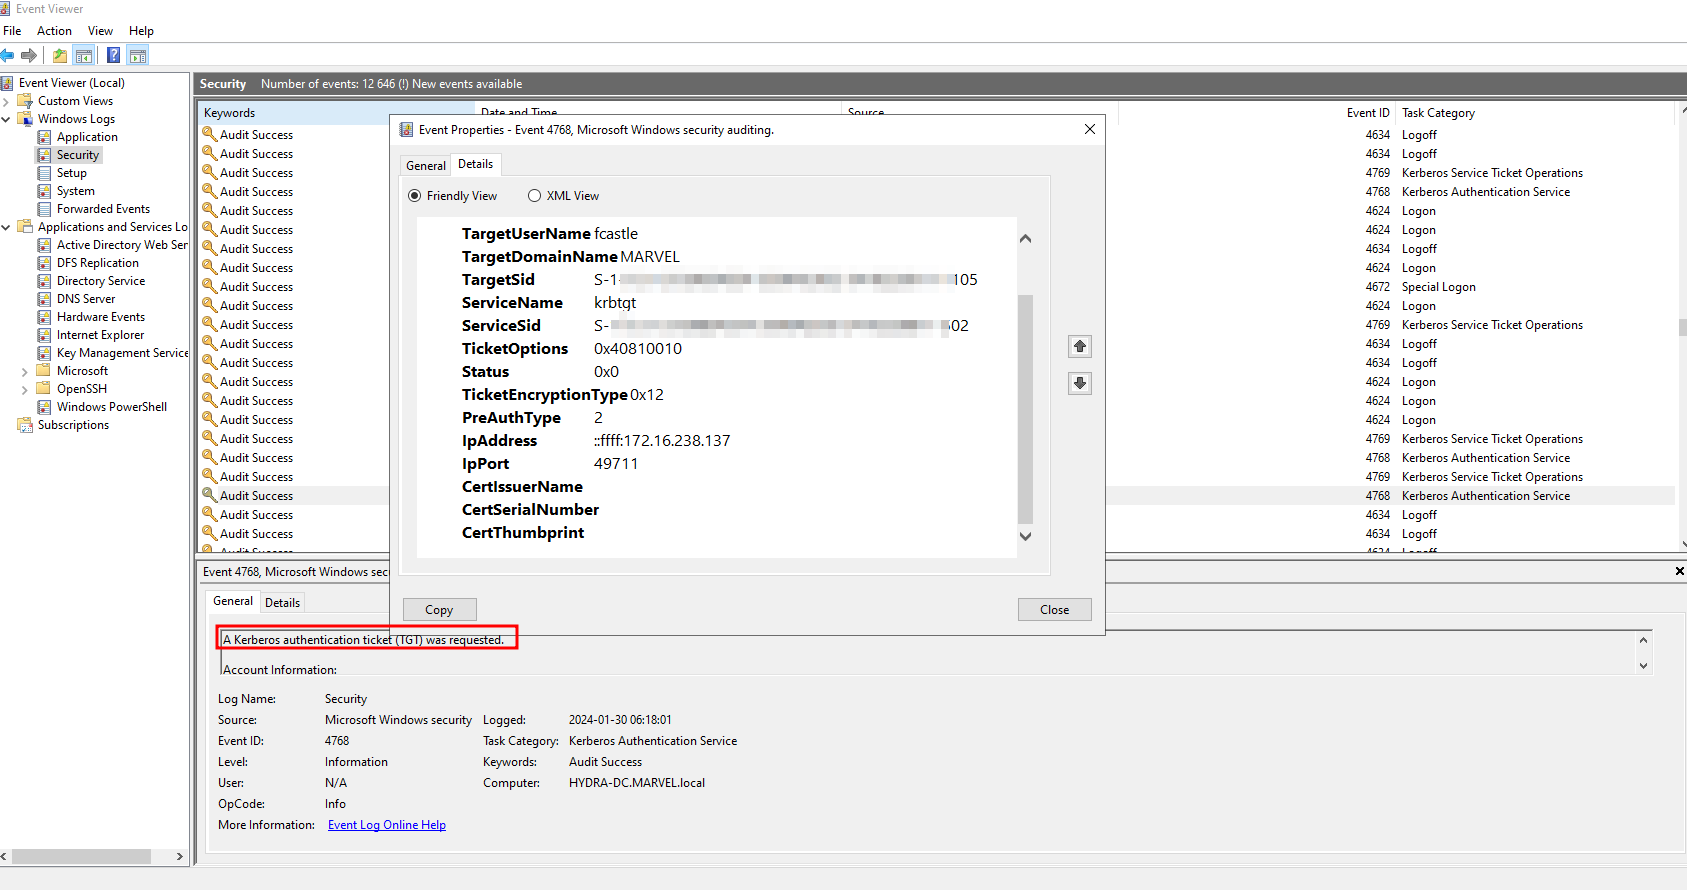 Event Viewer
File Action View Help
Event Viewer (Local)
Custom Views
Windows Logs
Application
Security
Setup
System
Forwarded Events
Applications and Services Lo
Active Directory Web Ser
DFS Replication
Directory Service
DNS Server
Hardware Events
Internet Explorer
Key Management Service
Microsoft
OpenSSH
Windows PowerShell
Subscriptions
Security Number of events: 12 646 (!) New events available
Keywords Date and Time Source Event ID Task Category
Audit Success 4634 Logoff
Audit Success 4634 Logoff
Audit Success 4769 Kerberos Service Ticket Operations
Audit Success 4768 Kerberos Authentication Service
Audit Success 4624 Logon
Audit Success 4624 Logon
Audit Success 4634 Logoff
Audit Success 4624 Logon
Audit Success 4672 Special Logon
Audit Success 4624 Logon
Audit Success 4769 Kerberos Service Ticket Operations
Audit Success 4634 Logoff
Audit Success 4634 Logoff
Audit Success 4624 Logon
Audit Success 4624 Logon
Audit Success 4624 Logon
Audit Success 4769 Kerberos Service Ticket Operations
Audit Success 4768 Kerberos Authentication Service
Audit Success 4769 Kerberos Service Ticket Operations
Audit Success 4768 Kerberos Authentication Service
Audit Success 4634 Logoff
Audit Success 4634 Logoff
Audit Success 4634 Logoff
Event Properties - Event 4768, Microsoft Windows security auditing.
General Details
Friendly View XML View
TargetUserName fcastle
TargetDomainName MARVEL
TargetSid S-1- 105
ServiceName krbtgt
ServiceSid S- 02
TicketOptions 0x40810010
Status 0x0
TicketEncryptionType 0x12
PreAuthType 2
IpAddress ::ffff:172.16.238.137
IpPort 49711
CertIssuerName
CertSerialNumber
CertThumbprint
Copy Close
Event 4768, Microsoft Windows sec
General Details
A Kerberos authentication ticket (TGT) was requested.
Account Information:
Log Name: Security
Source: Microsoft Windows security Logged: 2024-01-30 06:18:01
Event ID: 4768 Task Category: Kerberos Authentication Service
Level: Information Keywords: Audit Success
User: N/A Computer: HYDRA-DC.MARVEL.local
OpCode: Info
More Information: Event Log Online Help